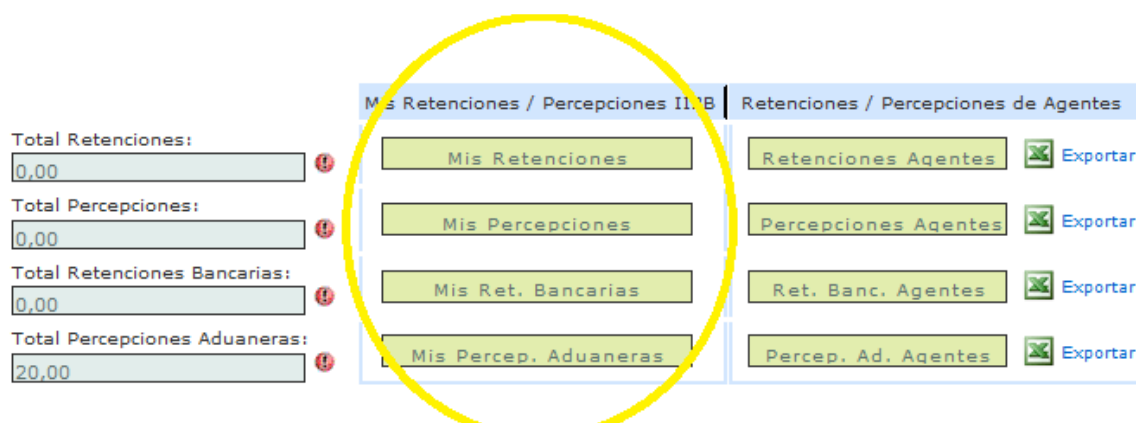 Mis Retenciones / Percepciones IIBB Retenciones / Percepciones de Agentes
Total Retenciones:
0,00 Mis Retenciones Retenciones Agentes Exportar
Total Percepciones:
0,00 Mis Percepciones Percepciones Agentes Exportar
Total Retenciones Bancarias:
0,00 Mis Ret. Bancarias Ret. Banc. Agentes Exportar
Total Percepciones Aduaneras:
20,00 Mis Percep. Aduaneras Percep. Ad. Agentes Exportar